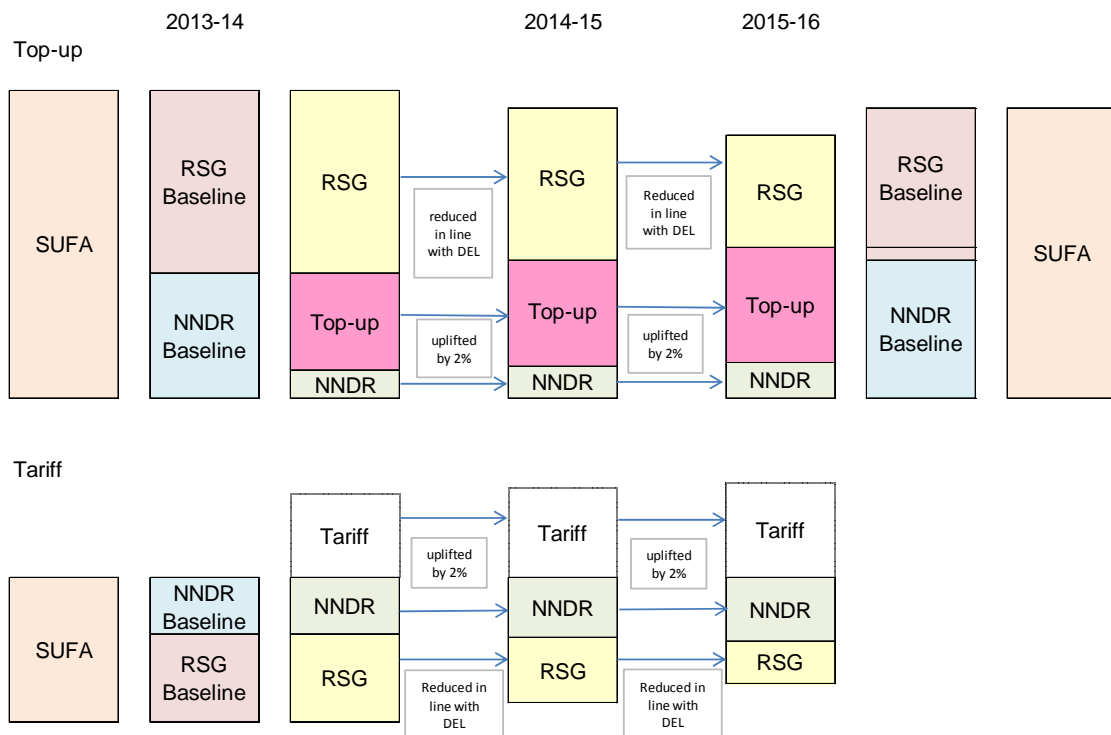 2013-14
2014-15
2015-16
Top-up
SUFA
RSG
Baseline
NNDR
Baseline
RSG
Top-up
NNDR
reduced
in line
with DEL
uplifted
by 2%
RSG
Top-up
NNDR
Reduced
in line
with DEL
uplifted
by 2%
RSG
Top-up
NNDR
RSG
Baseline
NNDR
Baseline
SUFA
Tariff
SUFA
NNDR
Baseline
RSG
Baseline
Tariff
NNDR
RSG
uplifted
by 2%
Reduced in
line with
DEL
Tariff
NNDR
RSG
uplifted
by 2%
Reduced in
line with
DEL
Tariff
NNDR
RSG